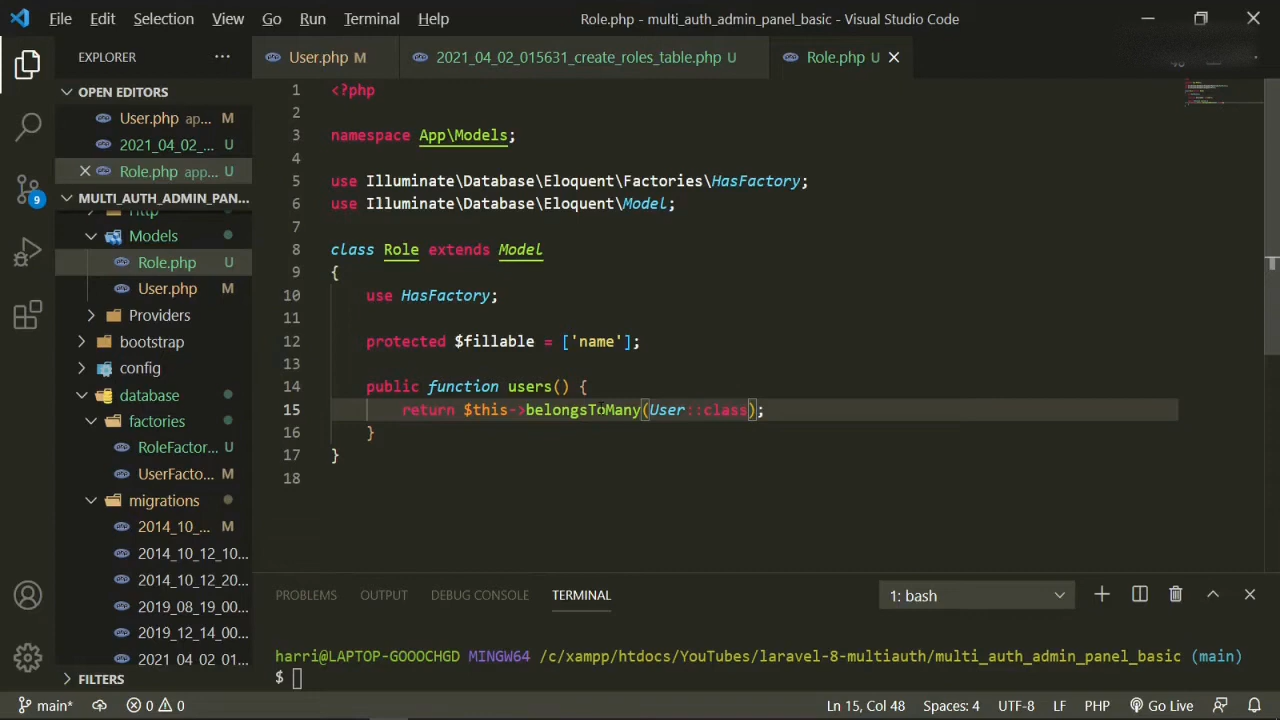 File Edit Selection View Go Run Terminal Help Role.php - multi_auth_admin_panel_basic - Visual Studio Code
EXPLORER ···
User.php M 2021_04_02_015631_create_roles_table.php U Role.php U
OPEN EDITORS
User.php ap... M
2021_04_02_... U
Role.php app... U
MULTI_AUTH_ADMIN_PAN...
Http
Models
Role.php U
User.php M
Providers
bootstrap
config
database
factories
RoleFactor... U
UserFacto... M
migrations
2014_10_... M
2014_10_12_10...
2014_10_12_20...
2019_08_19_00...
2019_12_14_00...
2021_04_02_01...
FILTERS
1 <?php
2
3 namespace App\Models;
4
5 use Illuminate\Database\Eloquent\Factories\HasFactory;
6 use Illuminate\Database\Eloquent\Model;
7
8 class Role extends Model
9 {
10 use HasFactory;
11
12 protected $fillable = ['name'];
13
14 public function users() {
15 return $this->belongsToMany(User::class);
16 }
17 }
18
PROBLEMS OUTPUT DEBUG CONSOLE TERMINAL 1: bash
harri@LAPTOP-GOOOCHGD MINGW64 /c/xampp/htdocs/YouTubes/laravel-8-multiauth/multi_auth_admin_panel_basic (main)
$
9
main* 0 0 Ln 15, Col 48 Spaces: 4 UTF-8 LF PHP Go Live